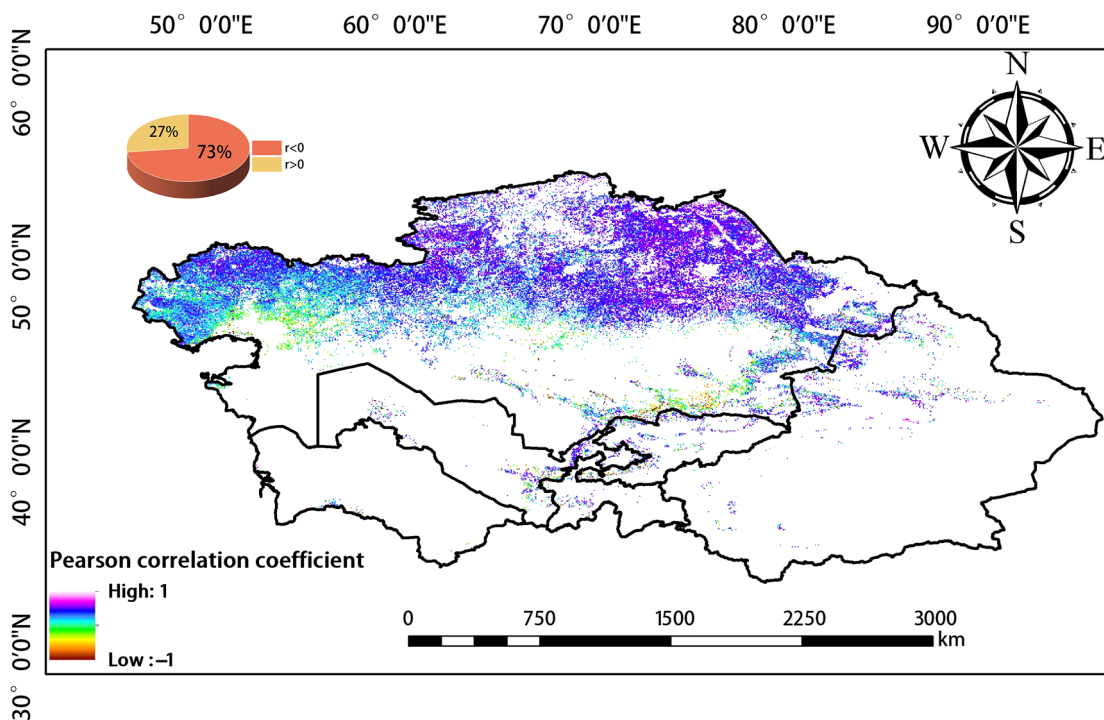 50° 0'0"E 60° 0'0"E 70° 0'0"E 80° 0'0"E 90° 0'0"E
60° 0'0"N
50° 0'0"N
40° 0'0"N
30° 0'0"N
27%
73%
r<0
r>0
N
W E
S
Pearson correlation coefficient
High: 1
Low :–1
0 750 1500 2250 3000
km